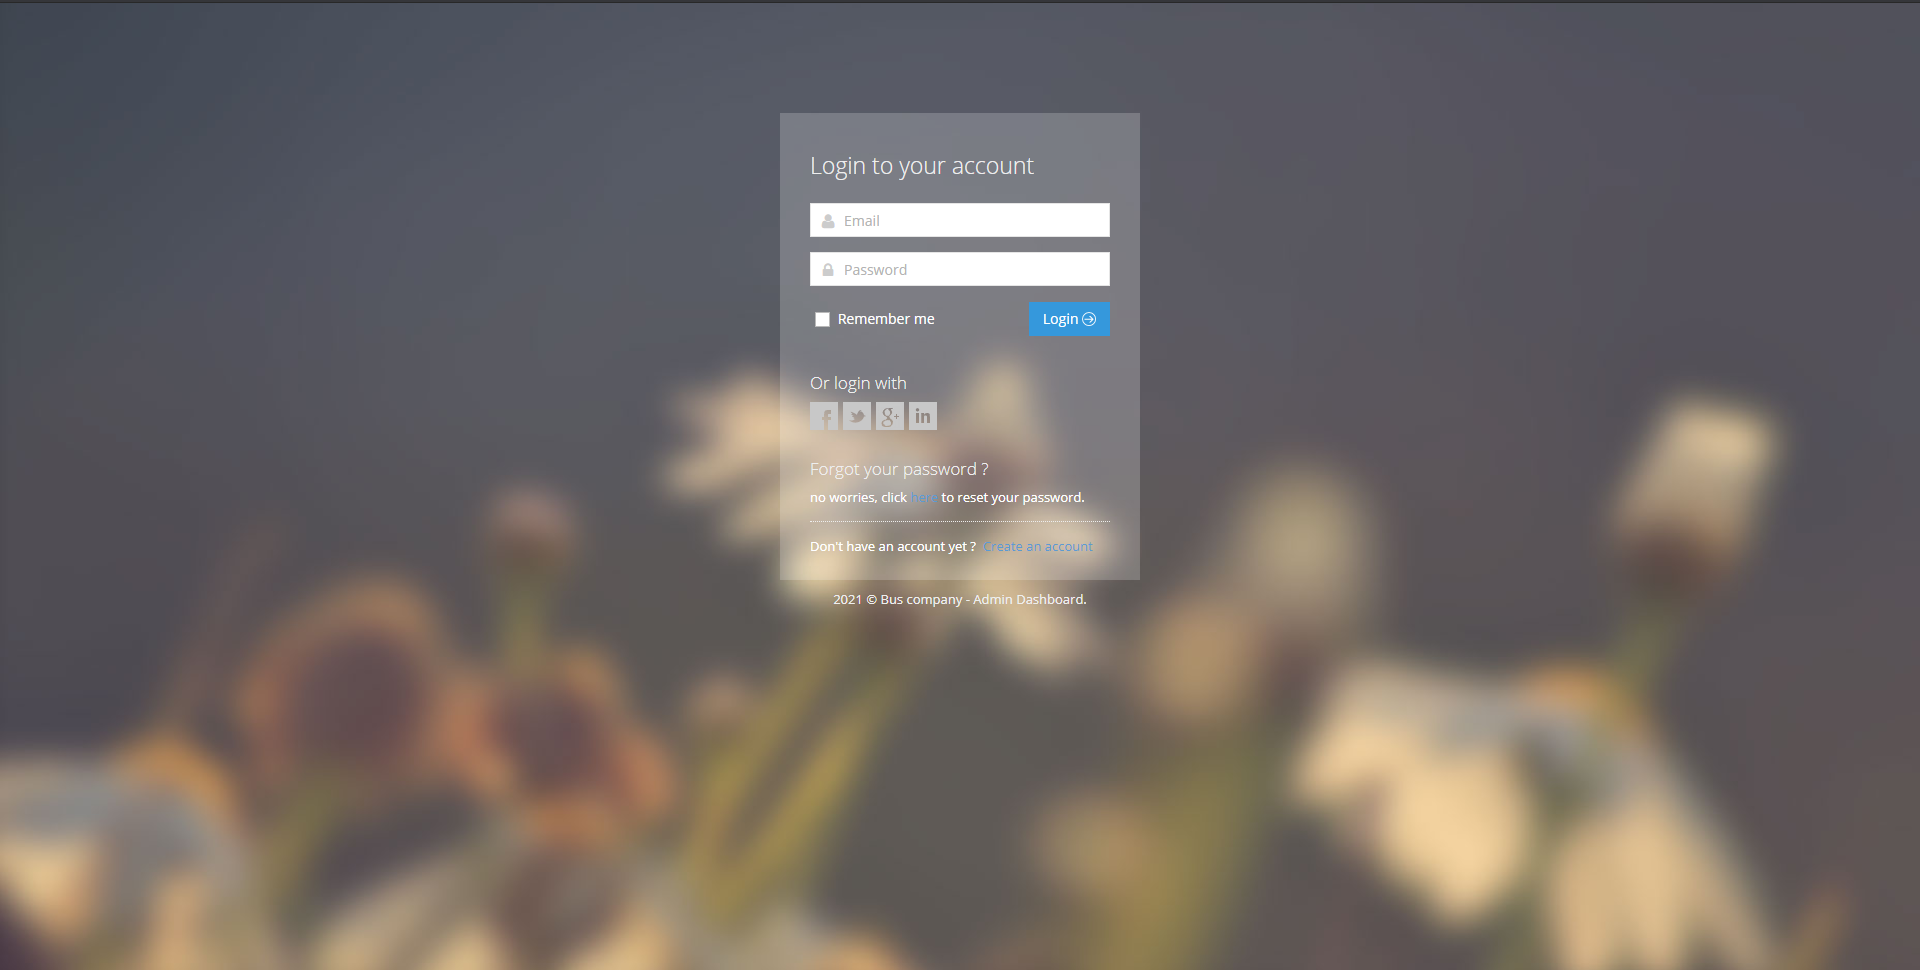 Login to your account
Email
Password
Remember me
Login
Or login with
f g+ in
Forgot your password ?
no worries, click here to reset your password.
Don't have an account yet ? Create an account
2021 © Bus company - Admin Dashboard.